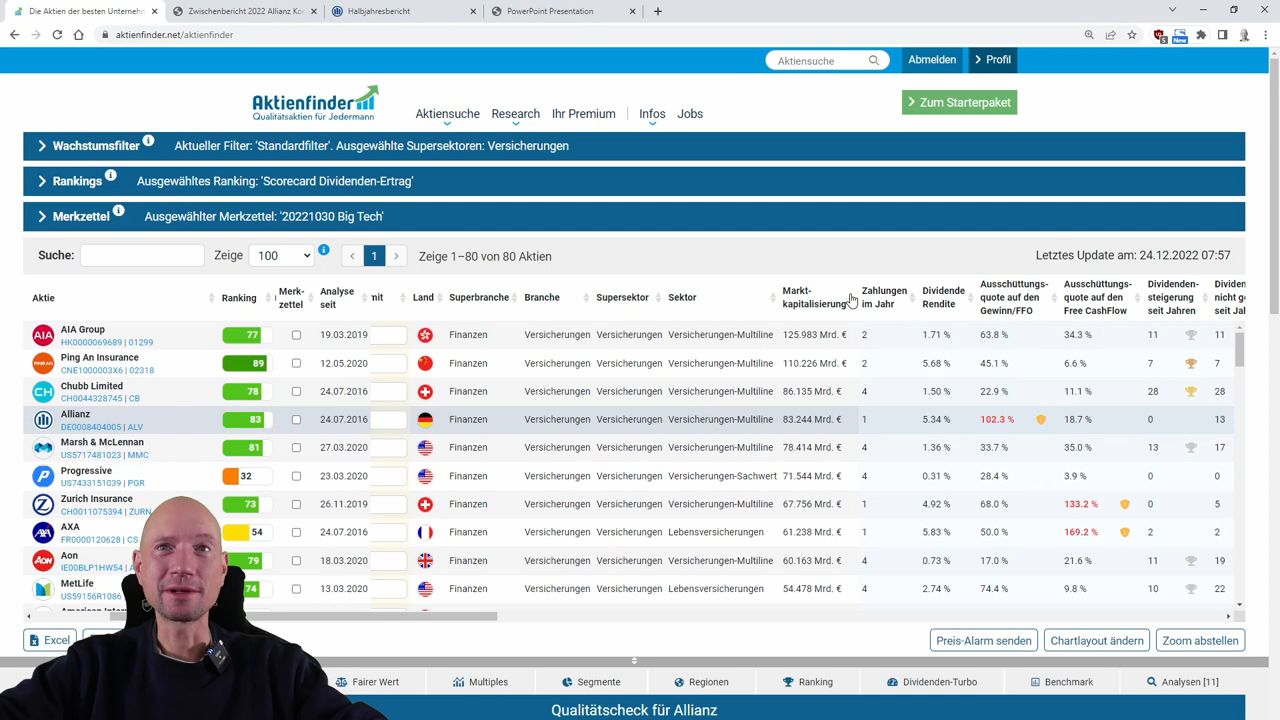 Die Aktien der besten Unternehm
Zwischenbericht 2022 Allianz Kon
Halbjahresbericht
PowerPoint Presentation
aktienfinder.net/aktienfinder
New
Aktiensuche
Abmelden
Profil
Aktienfinder
Qualitätsaktien für Jedermann
Aktiensuche
Research
Ihr Premium
Infos
Jobs
Zum Starterpaket
Wachstumsfilter
Aktueller Filter: 'Standardfilter'. Ausgewählte Supersektoren: Versicherungen
Rankings
Ausgewähltes Ranking: 'Scorecard Dividenden-Ertrag'
Merkzettel
Ausgewählter Merkzettel: '20221030 Big Tech'
Suche:
Zeige
100
1
Zeige 1–80 von 80 Aktien
Letztes Update am: 24.12.2022 07:57
Aktie Ranking Merk-zettel Analyse seit mit Land Superbranche Branche Supersektor Sektor Markt-kapitalisierung Zahlungen im Jahr Dividende Rendite Ausschüttungs-quote auf den Gewinn/FFO Ausschüttungs-quote auf den Free CashFlow Dividenden-steigerung seit Jahren Dividenden nicht ge seit Jah
AIA Group 77 19.03.2019 Finanzen Versicherungen Versicherungen Versicherungen-Multiline 125.983 Mrd. € 2 1.71 % 63.8 % 34.3 % 11 11
HK0000069689 | 01299
Ping An Insurance 89 12.05.2020 Finanzen Versicherungen Versicherungen Versicherungen-Multiline 110.226 Mrd. € 2 5.68 % 45.1 % 6.6 % 7 7
CNE1000003X6 | 02318
Chubb Limited 78 24.07.2016 Finanzen Versicherungen Versicherungen Versicherungen-Multiline 86.135 Mrd. € 4 1.50 % 22.9 % 11.1 % 28 28
CH0044328745 | CB
Allianz 83 24.07.2016 Finanzen Versicherungen Versicherungen Versicherungen-Multiline 83.244 Mrd. € 1 5.34 % 102.3 % 18.7 % 0 13
DE0008404005 | ALV
Marsh & McLennan 81 27.03.2020 Finanzen Versicherungen Versicherungen Versicherungen-Multiline 78.414 Mrd. € 4 1.36 % 33.7 % 35.0 % 13 17
US5717481023 | MMC
Progressive 32 23.03.2020 Finanzen Versicherungen Versicherungen Versicherungen-Sachwert 71.544 Mrd. € 4 0.31 % 28.4 % 3.9 % 0 0
US7433151039 | PGR
Zurich Insurance 73 26.11.2019 Finanzen Versicherungen Versicherungen Versicherungen-Multiline 67.756 Mrd. € 1 4.92 % 68.0 % 133.2 % 0 5
CH0011075394 | ZURN
AXA 54 24.07.2016 Finanzen Versicherungen Versicherungen Lebensversicherungen 61.238 Mrd. € 1 5.83 % 50.0 % 169.2 % 2 2
FR0000120628 | CS
Aon 79 18.03.2020 Finanzen Versicherungen Versicherungen Versicherungen-Multiline 60.163 Mrd. € 4 0.73 % 17.0 % 21.6 % 11 19
IE00BLP1HW54 | A
MetLife 74 13.03.2020 Finanzen Versicherungen Versicherungen Lebensversicherungen 54.478 Mrd. € 4 2.74 % 74.4 % 9.8 % 10 22
US59156R1086
Excel
Preis-Alarm senden
Chartlayout ändern
Zoom abstellen
Fairer Wert
Multiples
Segmente
Regionen
Ranking
Dividenden-Turbo
Benchmark
Analysen [11]
Qualitätscheck für Allianz